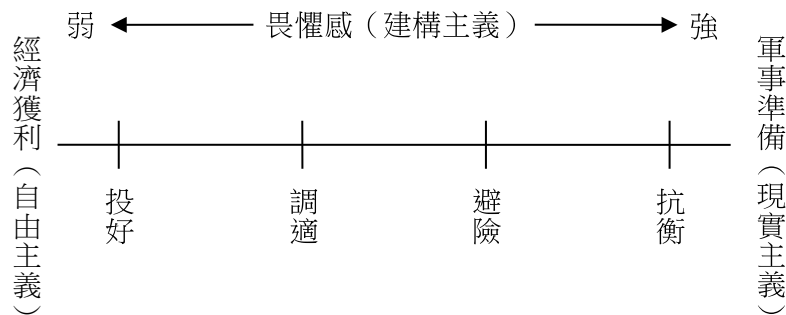 弱 畏懼感（建構主義） 強
經濟獲利（自由主義）
投好
調適
避險
抗衡
軍事準備（現實主義）